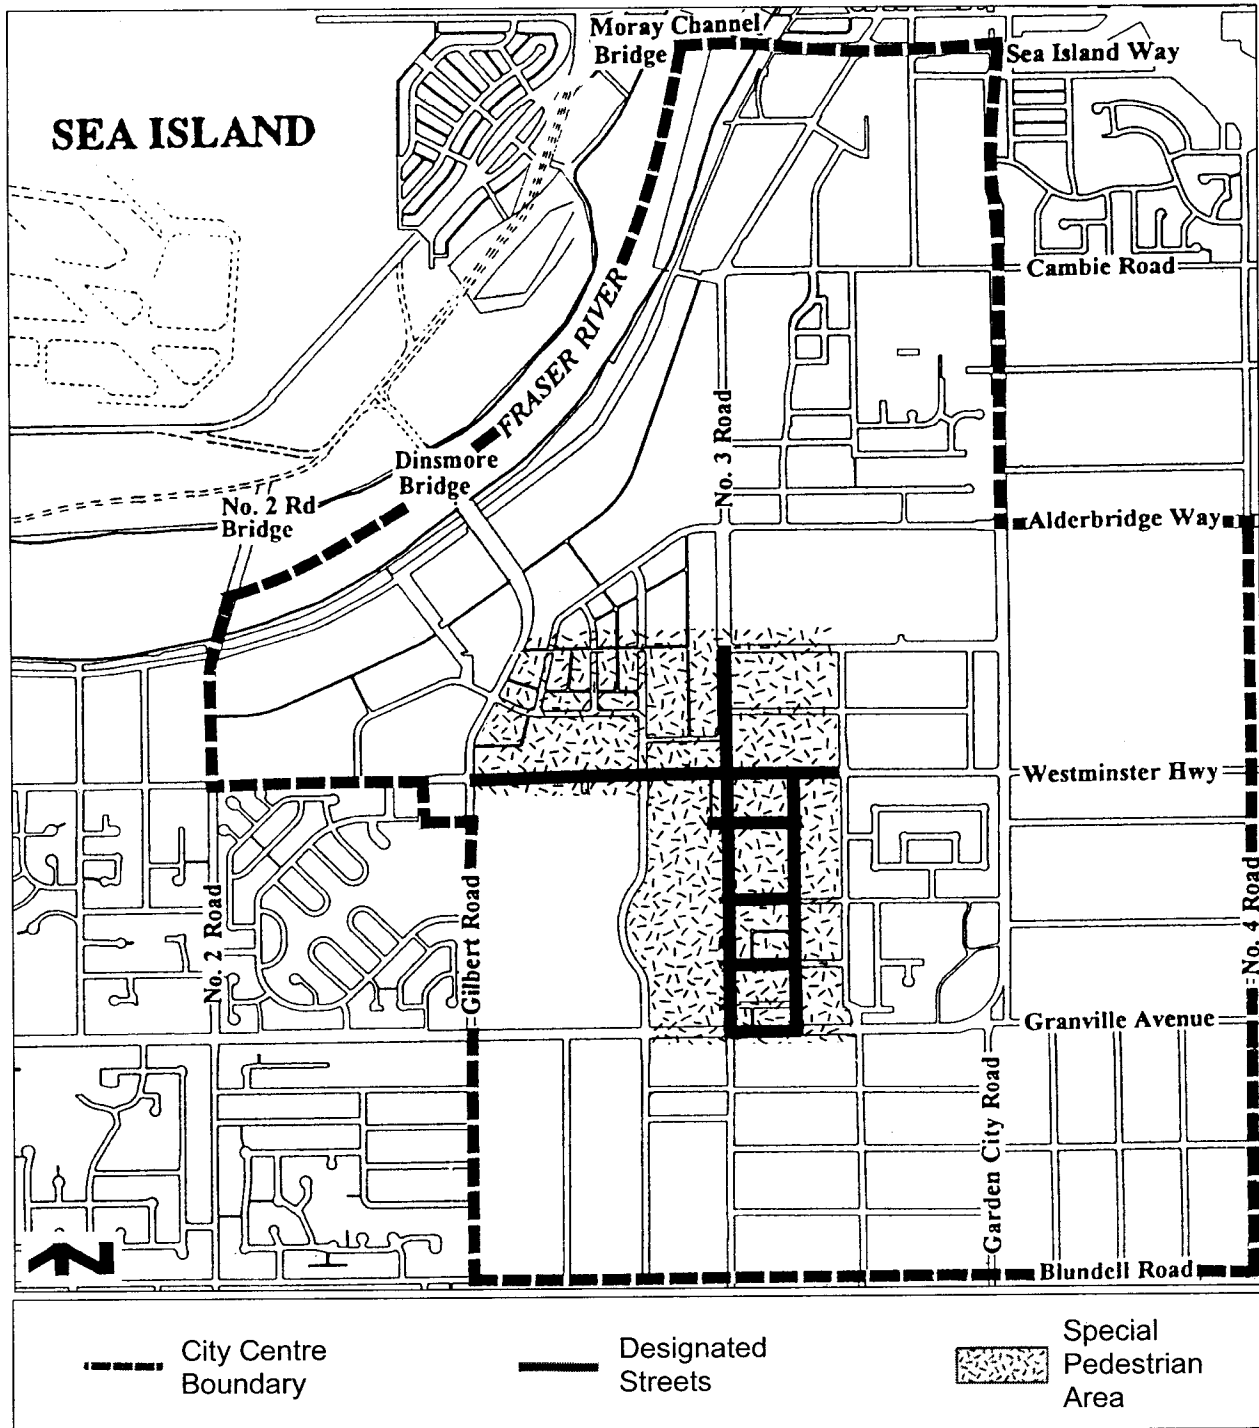 Moray Channel
Bridge
Sea Island Way
SEA ISLAND
Cambie Road
FRASER RIVER
No. 3 Road
Dinsmore
Bridge
No. 2 Rd
Bridge
Alderbridge Way
Westminster Hwy
No. 2 Road
Gilbert Road
No. 4 Road
Granville Avenue
Garden City Road
Blundell Road
N
City Centre
Boundary
Designated
Streets
Special
Pedestrian
Area